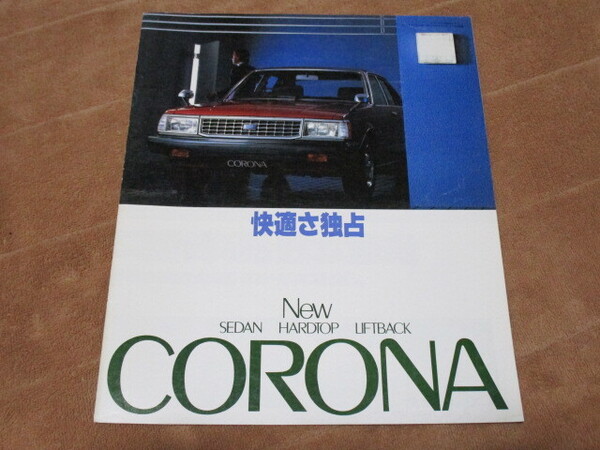 CORONA
快適さ独占
New
SEDAN HARDTOP LIFTBACK
CORONA